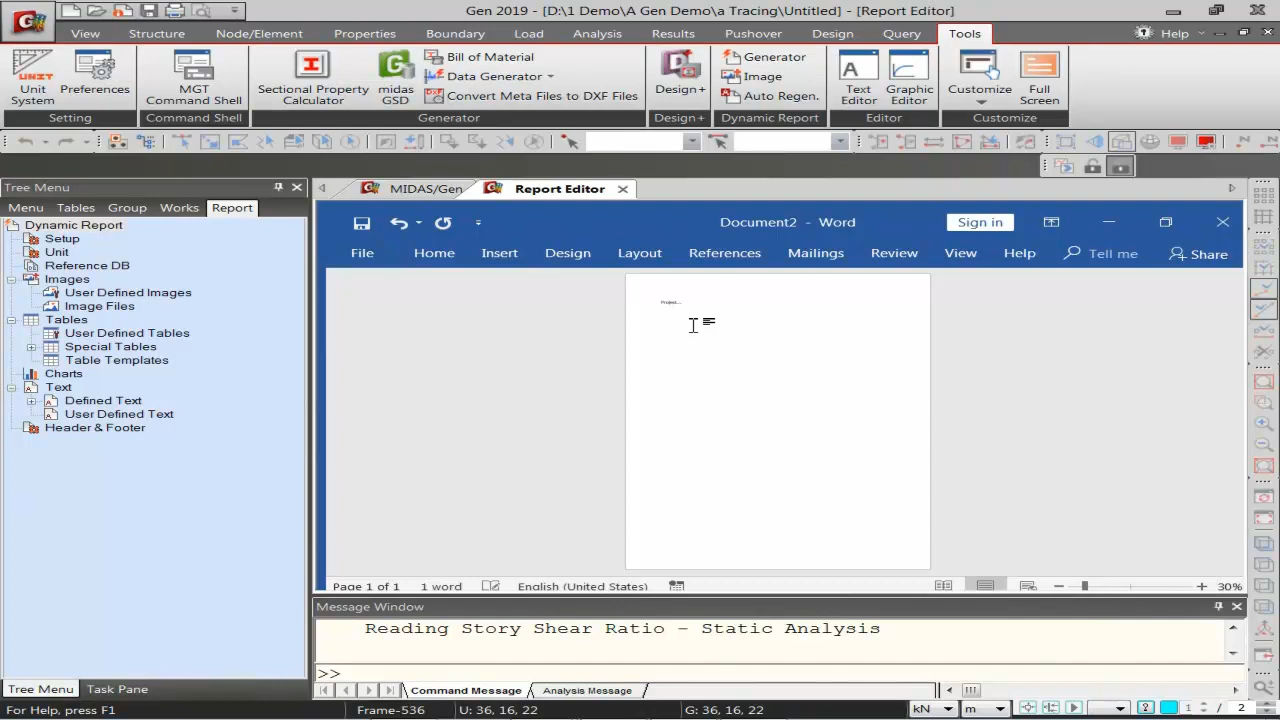 Gen 2019 - [D:\1 Demo\A Gen Demo\a Tracing\Untitled] - [Report Editor]
View Structure Node/Element Properties Boundary Load Analysis Results Pushover Design Query Tools Help
UNIT
Unit System
Preferences
Setting
MGT Command Shell
Command Shell
Sectional Property Calculator
midas GSD
Bill of Material
Data Generator
Convert Meta Files to DXF Files
Generator
Design+
Design+
Generator
Image
Auto Regen.
Dynamic Report
Text Editor
Graphic Editor
Editor
Customize
Full Screen
Customize
Tree Menu
Menu Tables Group Works Report
Dynamic Report
Setup
Unit
Reference DB
Images
User Defined Images
Image Files
Tables
User Defined Tables
Special Tables
Table Templates
Charts
Text
Defined Text
User Defined Text
Header & Footer
Tree Menu Task Pane
MIDAS/Gen Report Editor
Document2 - Word Sign in
File Home Insert Design Layout References Mailings Review View Help Tell me Share
Project...
Page 1 of 1 1 word English (United States) 30%
Message Window
Reading Story Shear Ratio - Static Analysis
>>
Command Message Analysis Message
For Help, press F1 Frame-536 U: 36, 16, 22 G: 36, 16, 22 kN m 1 / 2